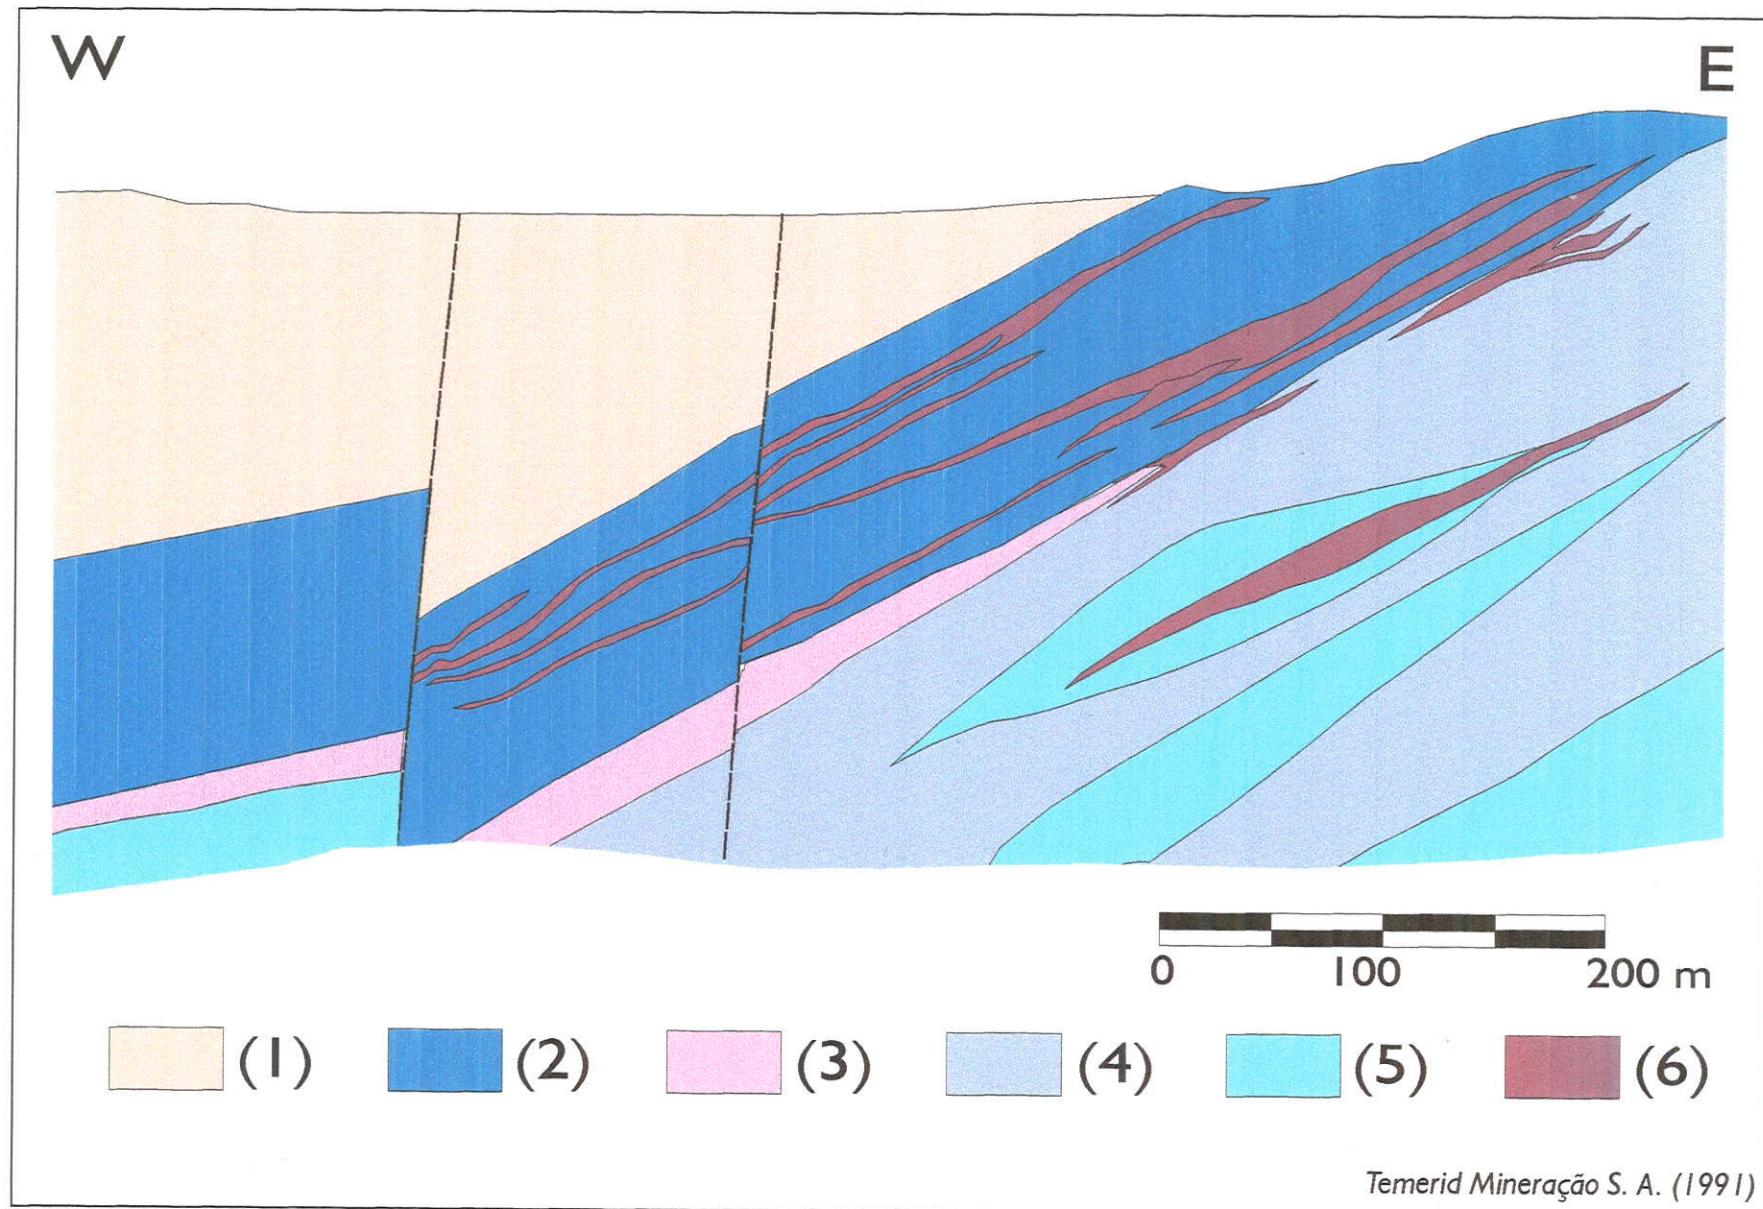 W E
0 100 200 m
(1) (2) (3) (4) (5) (6)
Temerid Mineração S. A. (1991)